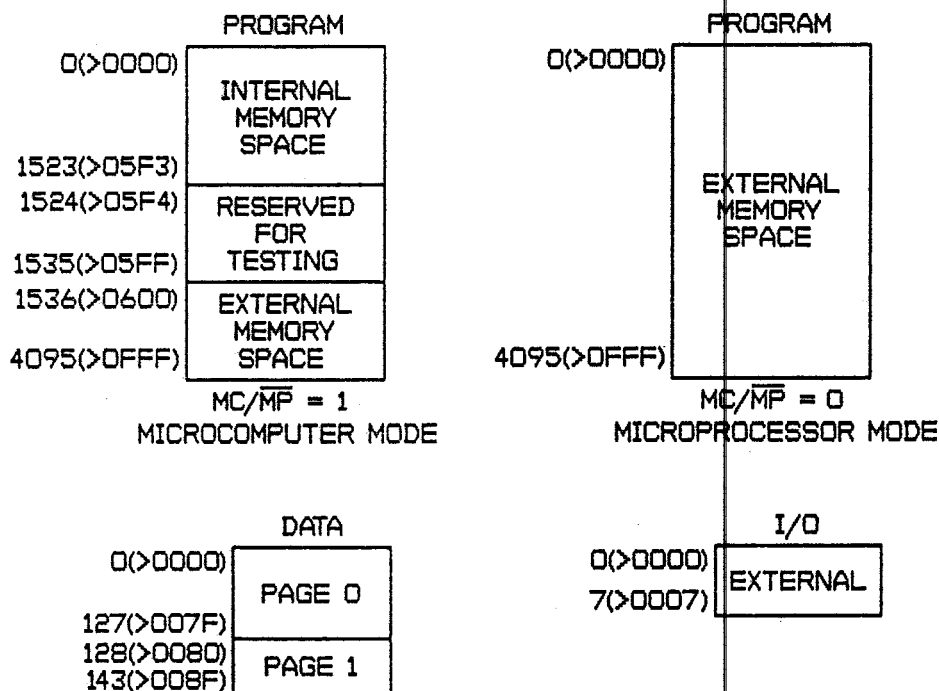 PROGRAM
0(>0000)
INTERNAL
MEMORY
SPACE
1523(>05F3)
1524(>05F4)
RESERVED
FOR
TESTING
1535(>05FF)
1536(>0600)
EXTERNAL
MEMORY
SPACE
4095(>0FFF)
MC/M̅P̅ = 1
MICROCOMPUTER MODE
PROGRAM
0(>0000)
EXTERNAL
MEMORY
SPACE
4095(>0FFF)
MC/M̅P̅ = 0
MICROPROCESSOR MODE
DATA
0(>0000)
PAGE 0
127(>007F)
128(>0080)
PAGE 1
143(>008F)
I/O
0(>0000)
EXTERNAL
7(>0007)